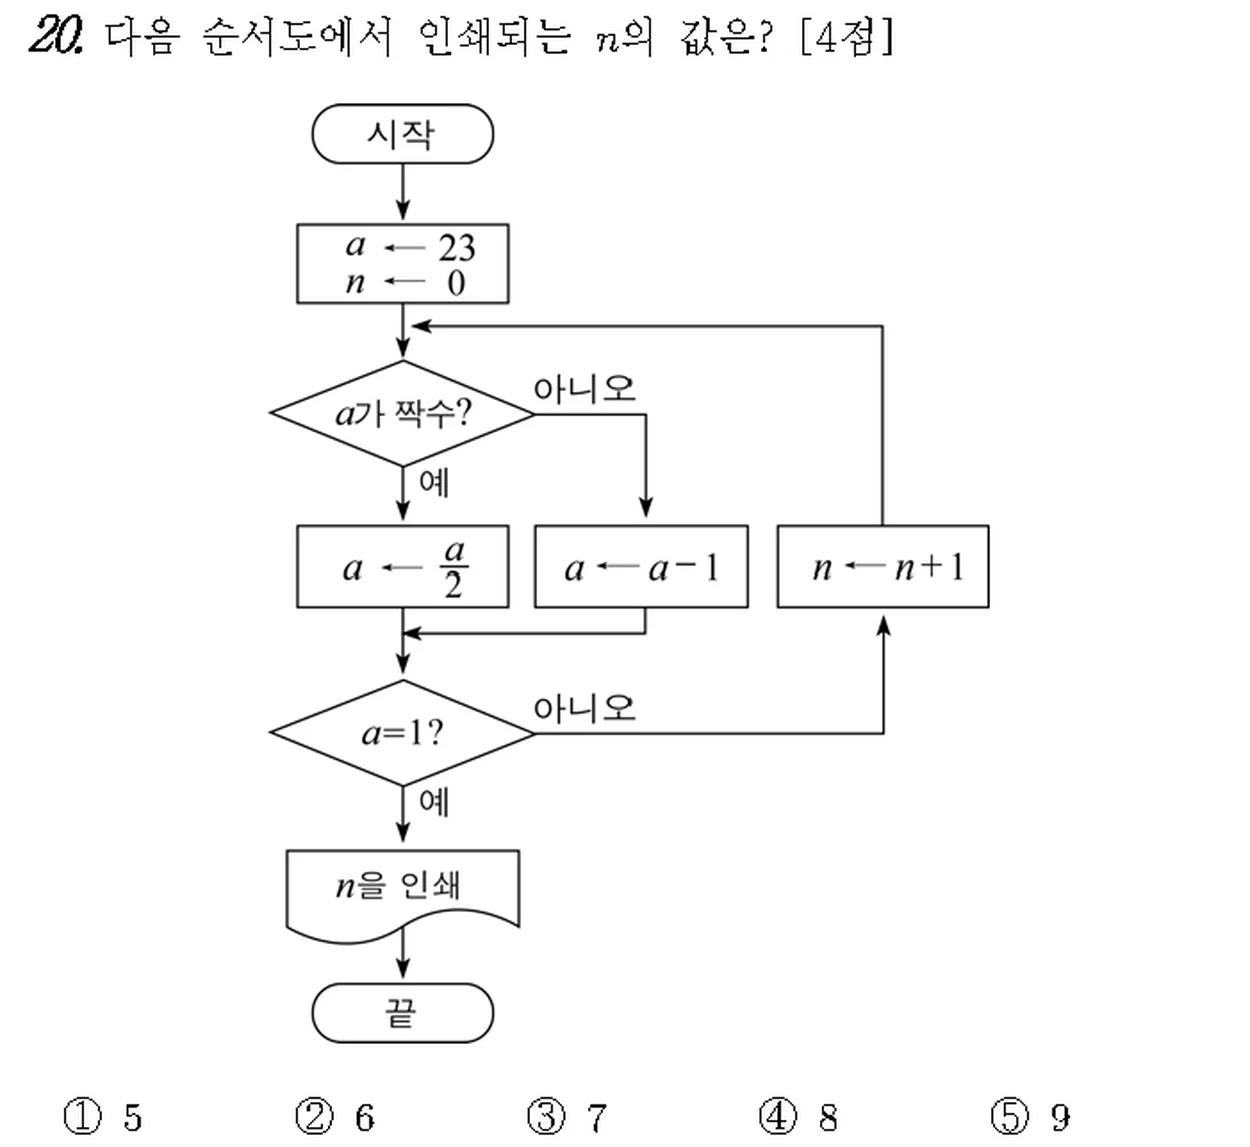 20. 다음 순서도에서 인쇄되는 n의 값은? [4점]
시작
a ← 23
n ← 0
a가 짝수?
아니오
예
a ← a/2
a ← a-1
n ← n+1
a=1?
아니오
예
n을 인쇄
끝
① 5 ② 6 ③ 7 ④ 8 ⑤ 9